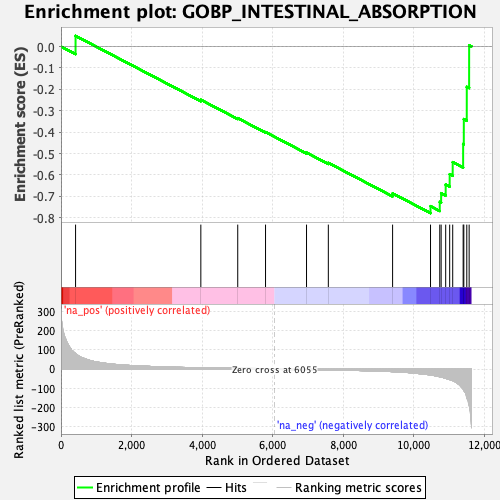 Enrichment plot: GOBP_INTESTINAL_ABSORPTION
Enrichment score (ES)
0.0
-0.1
-0.2
-0.3
-0.4
-0.5
-0.6
-0.7
-0.8
'na_pos' (positively correlated)
Ranked list metric (PreRanked)
300
200
100
0
-100
-200
-300
Zero cross at 6055
'na_neg' (negatively correlated)
0 2,000 4,000 6,000 8,000 10,000 12,000
Rank in Ordered Dataset
Enrichment profile Hits Ranking metric scores